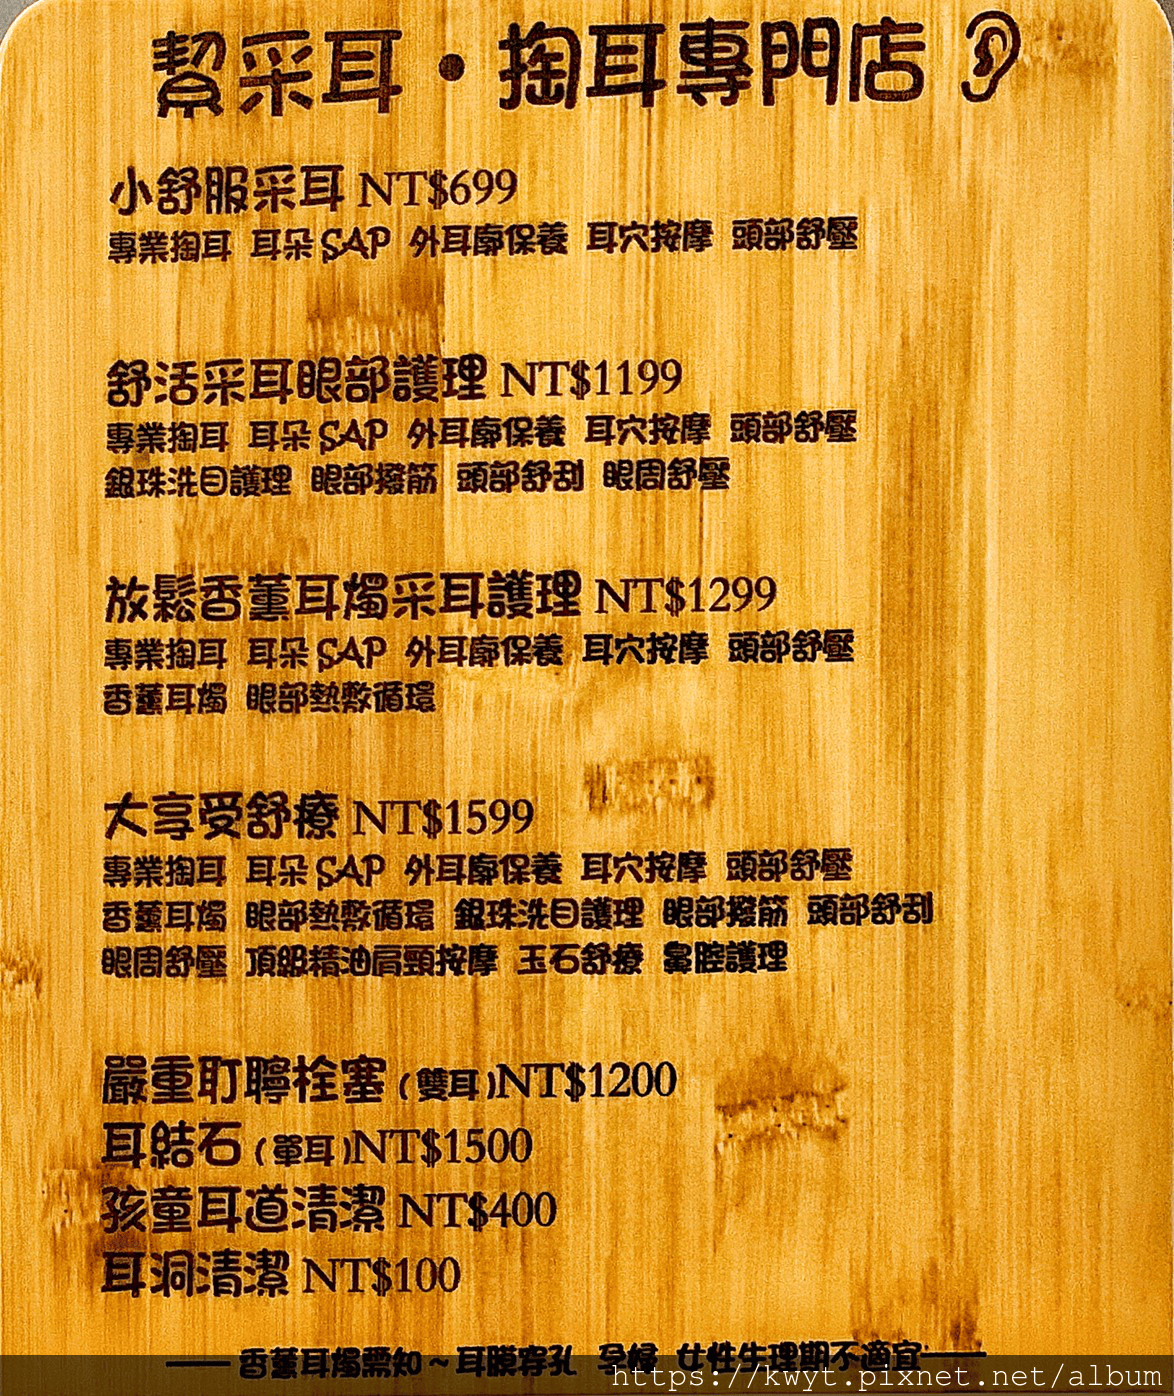 絜采耳•掏耳專門店
小舒服采耳 NT$699
專業掏耳 耳朵SAP 外耳廓保養 耳穴按摩 頭部舒壓
舒活采耳眼部護理 NT$1199
專業掏耳 耳朵SAP 外耳廓保養 耳穴按摩 頭部舒壓
銀珠洗目護理 眼部撥筋 頭部舒刮 眼周舒壓
放鬆香薰耳燭采耳護理 NT$1299
專業掏耳 耳朵SAP 外耳廓保養 耳穴按摩 頭部舒壓
香薰耳燭 眼部熱敷循環
大享受舒療 NT$1599
專業掏耳 耳朵SAP 外耳廓保養 耳穴按摩 頭部舒壓
香薰耳燭 眼部熱敷循環 銀珠洗目護理 眼部撥筋 頭部舒刮
眼周舒壓 頂級精油肩頸按摩 玉石舒療 鼻腔護理
嚴重耵聹栓塞(雙耳)NT$1200
耳結石(單耳)NT$1500
孩童耳道清潔 NT$400
耳洞清潔 NT$100
——香薰耳燭需知~耳膜穿孔 孕婦 女性生理期不適宜——
https://kwyt.pixnet.net/album